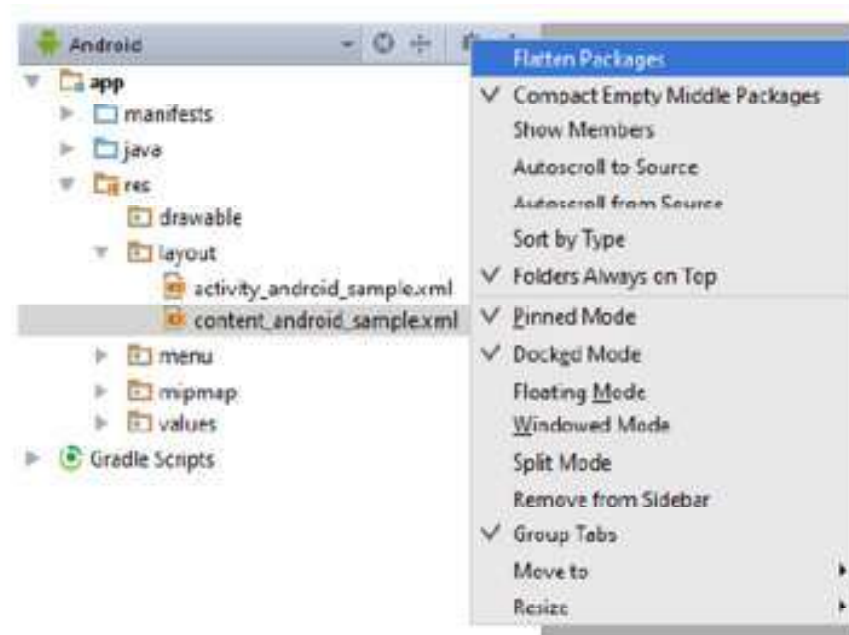 Android
app
manifests
java
res
drawable
layout
activity_android_sample.xml
content_android_sample.xml
menu
mipmap
values
Gradle Scripts
Flatten Packages
Compact Empty Middle Packages
Show Members
Autoscroll to Source
Autoscroll from Source
Sort by Type
Folders Always on Top
Pinned Mode
Docked Mode
Floating Mode
Windowed Mode
Split Mode
Remove from Sidebar
Group Tabs
Move to
Resize